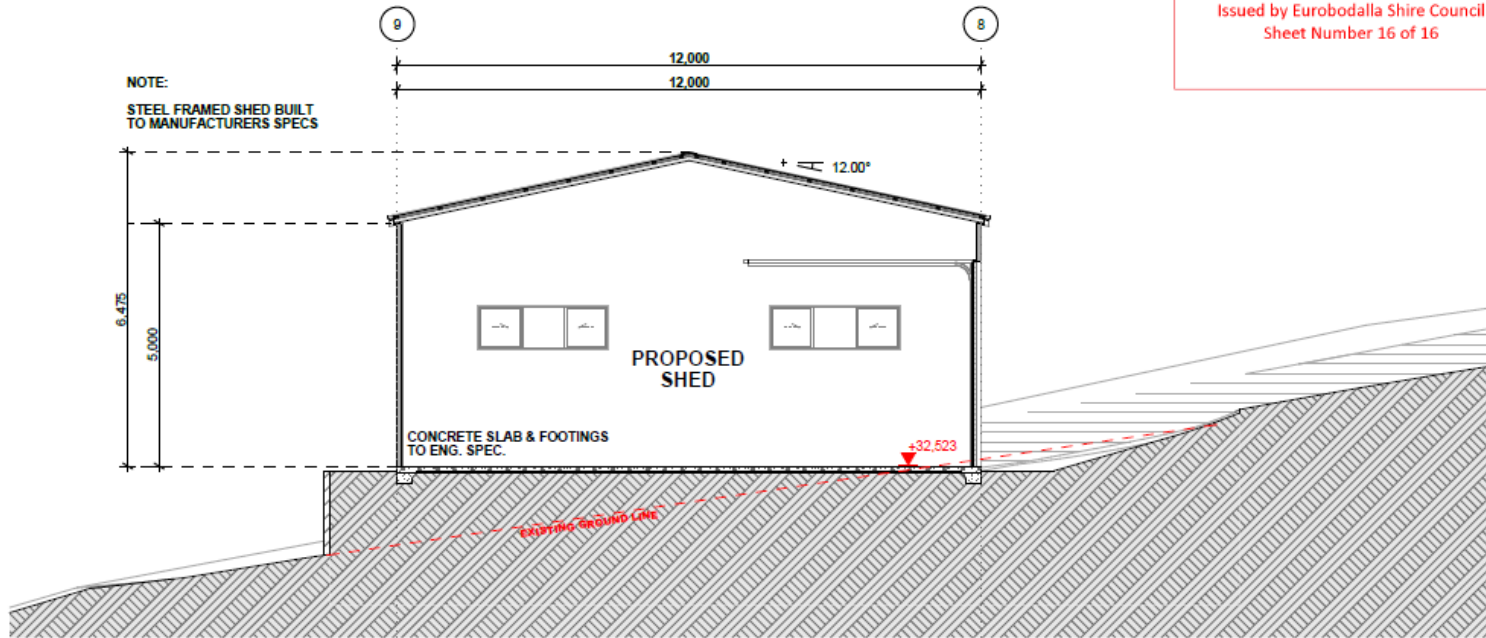 Issued by Eurobodalla Shire Council
Sheet Number 16 of 16
9
8
12,000
12,000
NOTE:
STEEL FRAMED SHED BUILT
TO MANUFACTURERS SPECS
12.00°
6,475
5,000
PROPOSED
SHED
CONCRETE SLAB & FOOTINGS
TO ENG. SPEC.
+32,523
EXISTING GROUND LINE